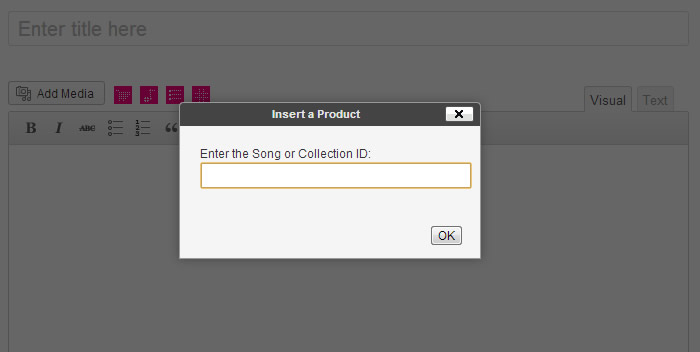 Enter title here
Add Media
Visual Text
Insert a Product
B I ABC
Enter the Song or Collection ID:
OK